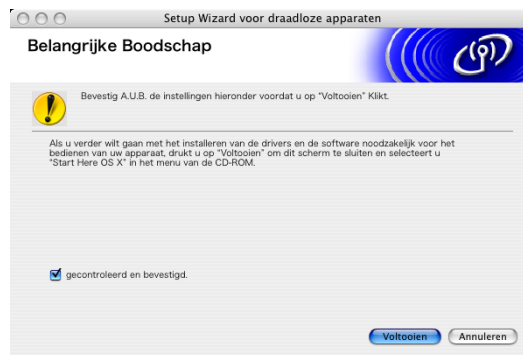 Setup Wizard voor draadloze apparaten
Belangrijke Boodschap
Bevestig A.U.B. de instellingen hieronder voordat u op "Voltooien" Klikt.
Als u verder wilt gaan met het installeren van de drivers en de software noodzakelijk voor het
bedienen van uw apparaat, drukt u op "Voltooien" om dit scherm te sluiten en selecteert u
"Start Here OS X" in het menu van de CD-ROM.
gecontroleerd en bevestigd.
Voltooien
Annuleren